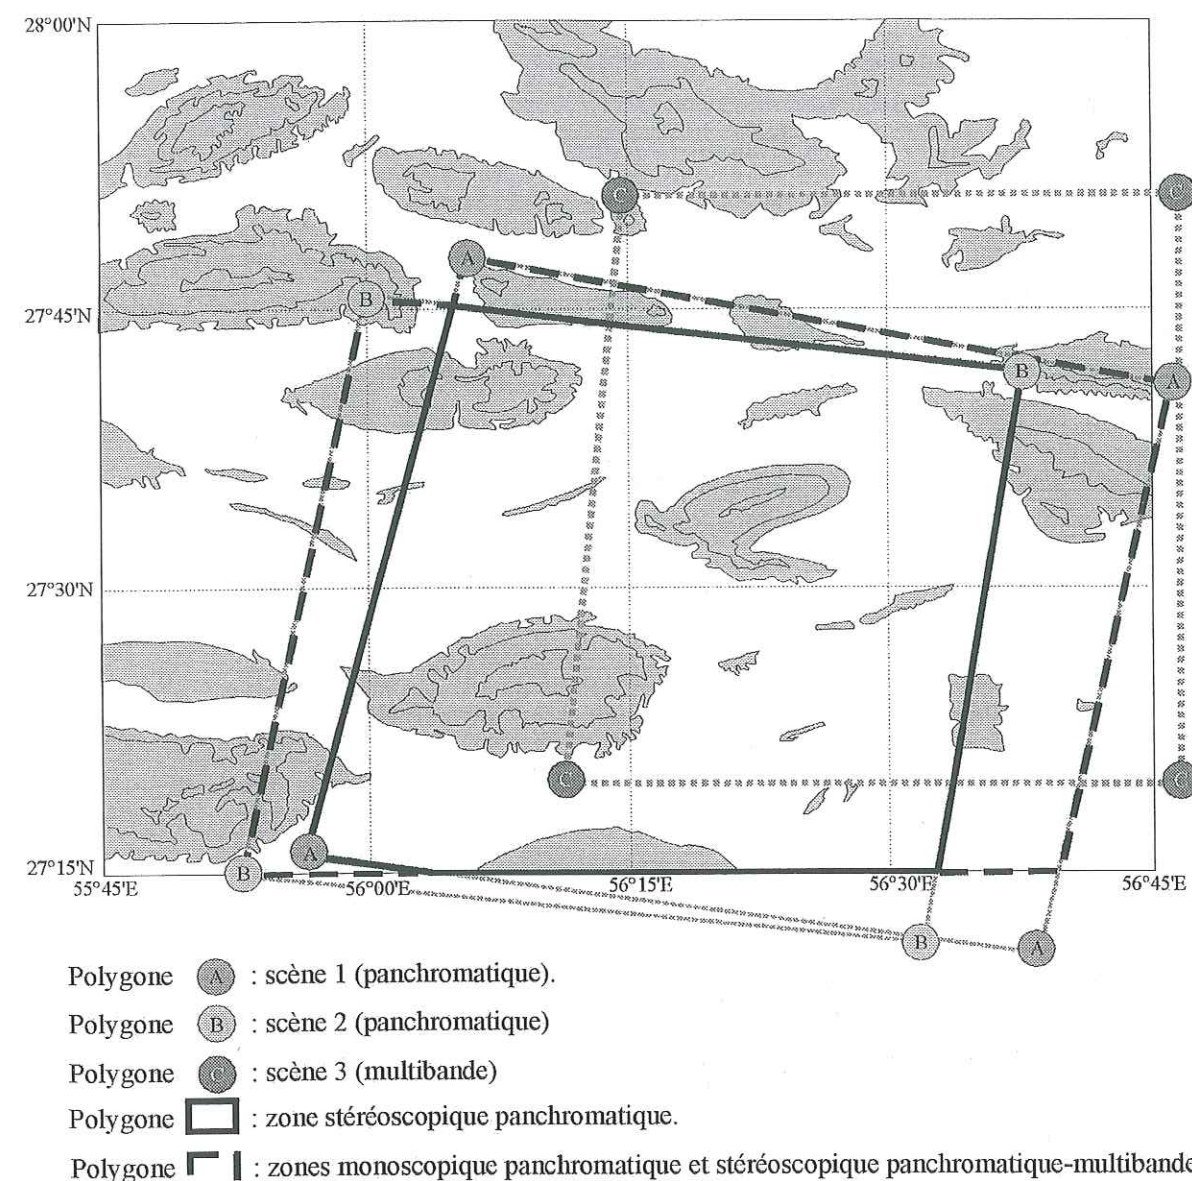 28°00'N
C
C
A
B
27°45'N
B
A
27°30'N
C
C
A
27°15'N
B
55°45'E
56°00'E
56°15'E
56°30'E
56°45'E
B
A
Polygone A : scène 1 (panchromatique).
Polygone B : scène 2 (panchromatique)
Polygone C : scène 3 (multibande)
Polygone : zone stéréoscopique panchromatique.
Polygone : zones monoscopique panchromatique et stéréoscopique panchromatique-multibande